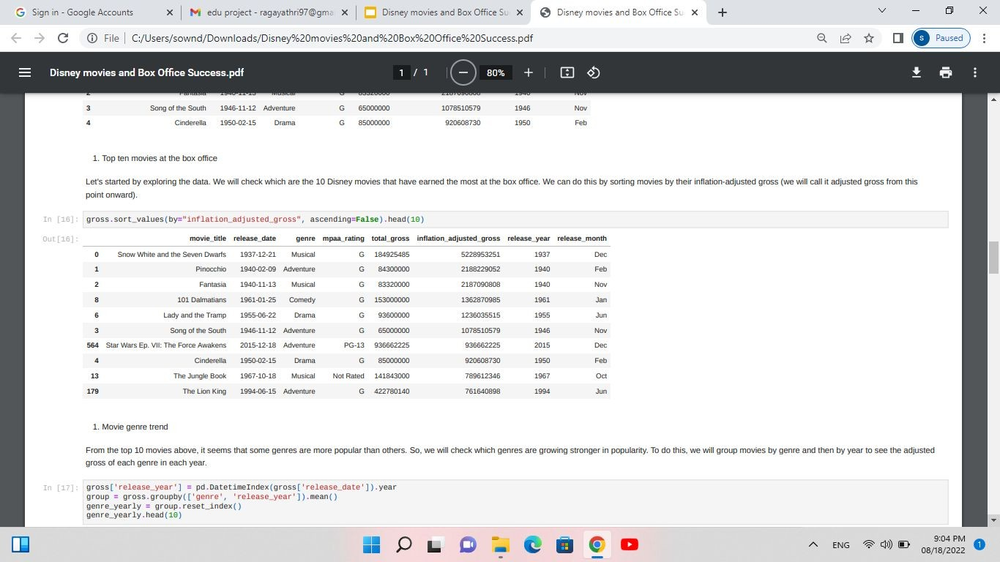 Sign in - Google Accounts
edu project - ragayathri97@gma
Disney movies and Box Office Su
Disney movies and Box Office Su
File
C:/Users/sownd/Downloads/Disney%20movies%20and%20Box%20Office%20Success.pdf
S
Paused
Disney movies and Box Office Success.pdf
1 / 1
80%
2 Fantasia 1940-11-13 Musical G 83320000 2187090808 1940 Nov
3 Song of the South 1946-11-12 Adventure G 65000000 1078510579 1946 Nov
4 Cinderella 1950-02-15 Drama G 85000000 920608730 1950 Feb
1. Top ten movies at the box office
Let's started by exploring the data. We will check which are the 10 Disney movies that have earned the most at the box office. We can do this by sorting movies by their inflation-adjusted gross (we will call it adjusted gross from this
point onward).
In [16]: gross.sort_values(by="inflation_adjusted_gross", ascending=False).head(10)
Out[16]:
movie_title release_date genre mpaa_rating total_gross inflation_adjusted_gross release_year release_month
0 Snow White and the Seven Dwarfs 1937-12-21 Musical G 184925485 5228953251 1937 Dec
1 Pinocchio 1940-02-09 Adventure G 84300000 2188229052 1940 Feb
2 Fantasia 1940-11-13 Musical G 83320000 2187090808 1940 Nov
8 101 Dalmatians 1961-01-25 Comedy G 153000000 1362870985 1961 Jan
6 Lady and the Tramp 1955-06-22 Drama G 93600000 1236035515 1955 Jun
3 Song of the South 1946-11-12 Adventure G 65000000 1078510579 1946 Nov
564 Star Wars Ep. VII: The Force Awakens 2015-12-18 Adventure PG-13 936662225 936662225 2015 Dec
4 Cinderella 1950-02-15 Drama G 85000000 920608730 1950 Feb
13 The Jungle Book 1967-10-18 Musical Not Rated 141843000 789612346 1967 Oct
179 The Lion King 1994-06-15 Adventure G 422780140 761640898 1994 Jun
1. Movie genre trend
From the top 10 movies above, it seems that some genres are more popular than others. So, we will check which genres are growing stronger in popularity. To do this, we will group movies by genre and then by year to see the adjusted
gross of each genre in each year.
In [17]: gross['release_year'] = pd.DatetimeIndex(gross['release_date']).year
group = gross.groupby(['genre', 'release_year']).mean()
genre_yearly = group.reset_index()
genre_yearly.head(10)
ENG
9:04 PM
08/18/2022
1